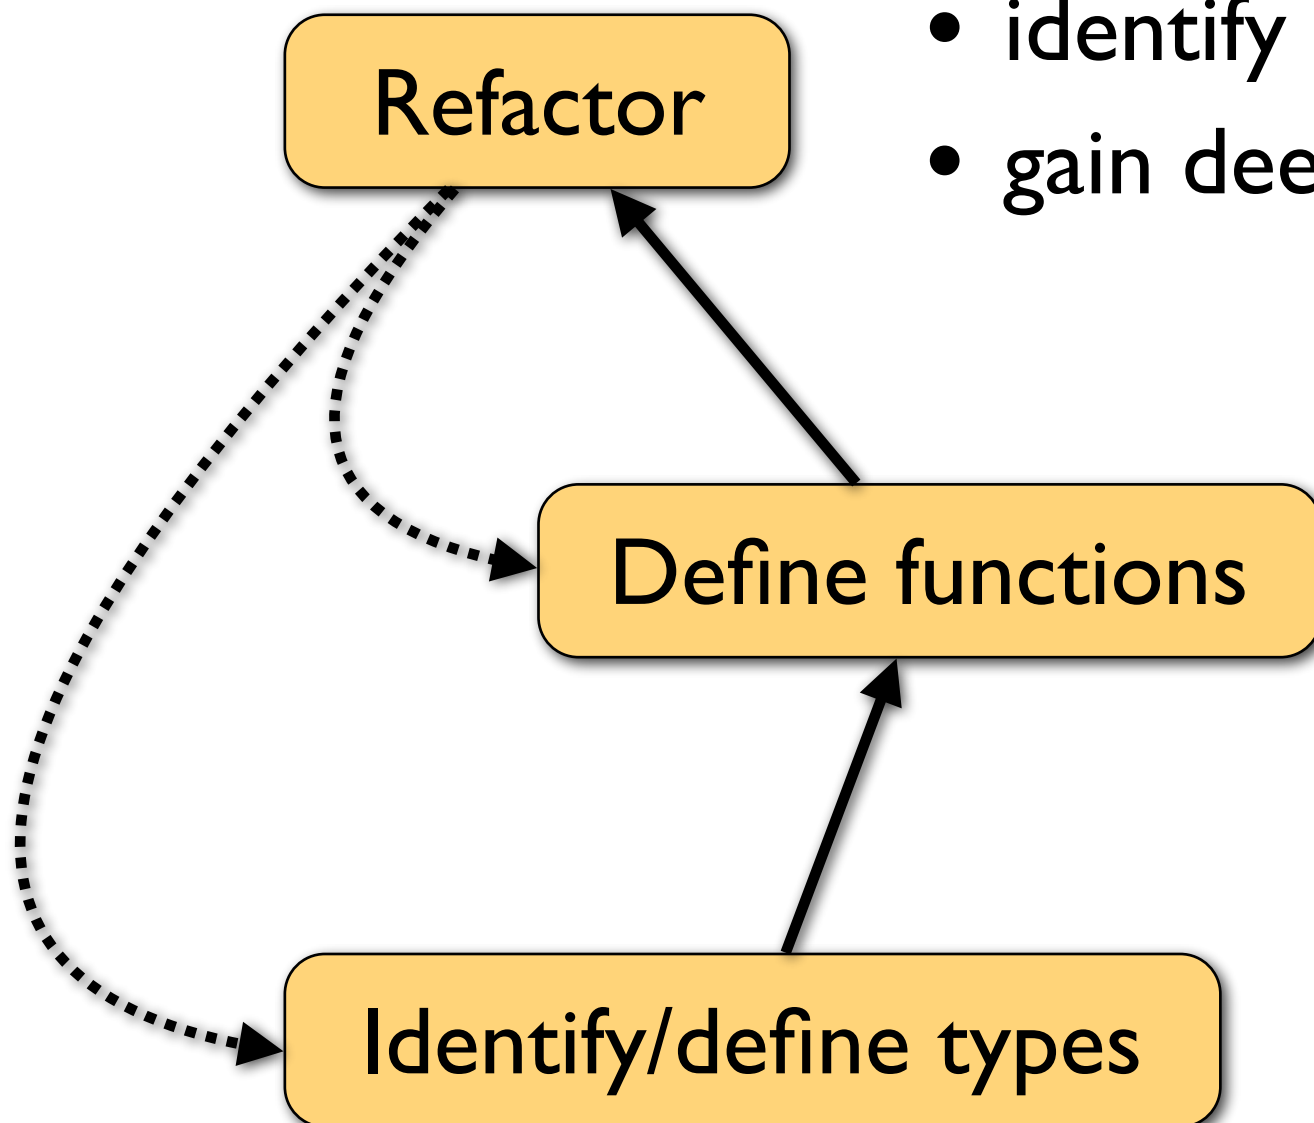 Refactor
• identify
• gain
Define functions
Identify/define types